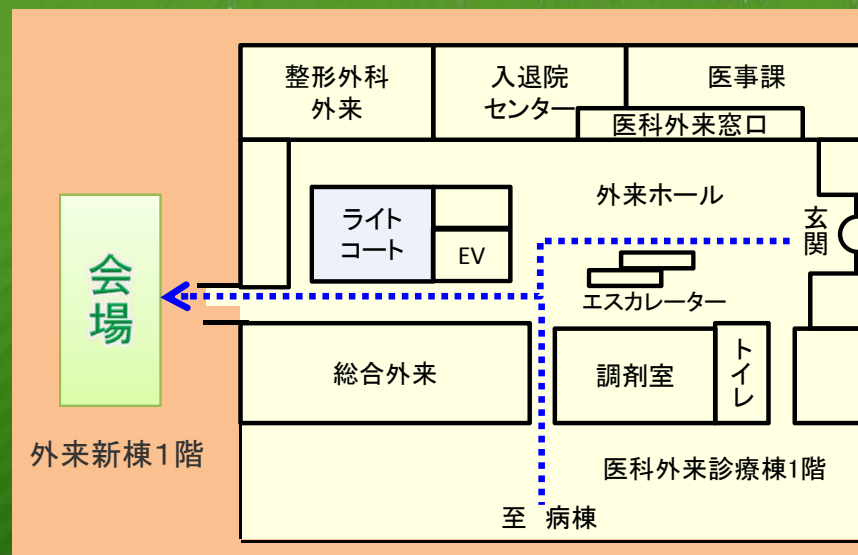 整形外科
外来
入退院
センター
医事課
医科外来窓口
外来ホール
玄関
ライト
コート
EV
会場
エスカレーター
総合外来
調剤室
トイレ
外来新棟1階
医科外来診療棟1階
至 病棟